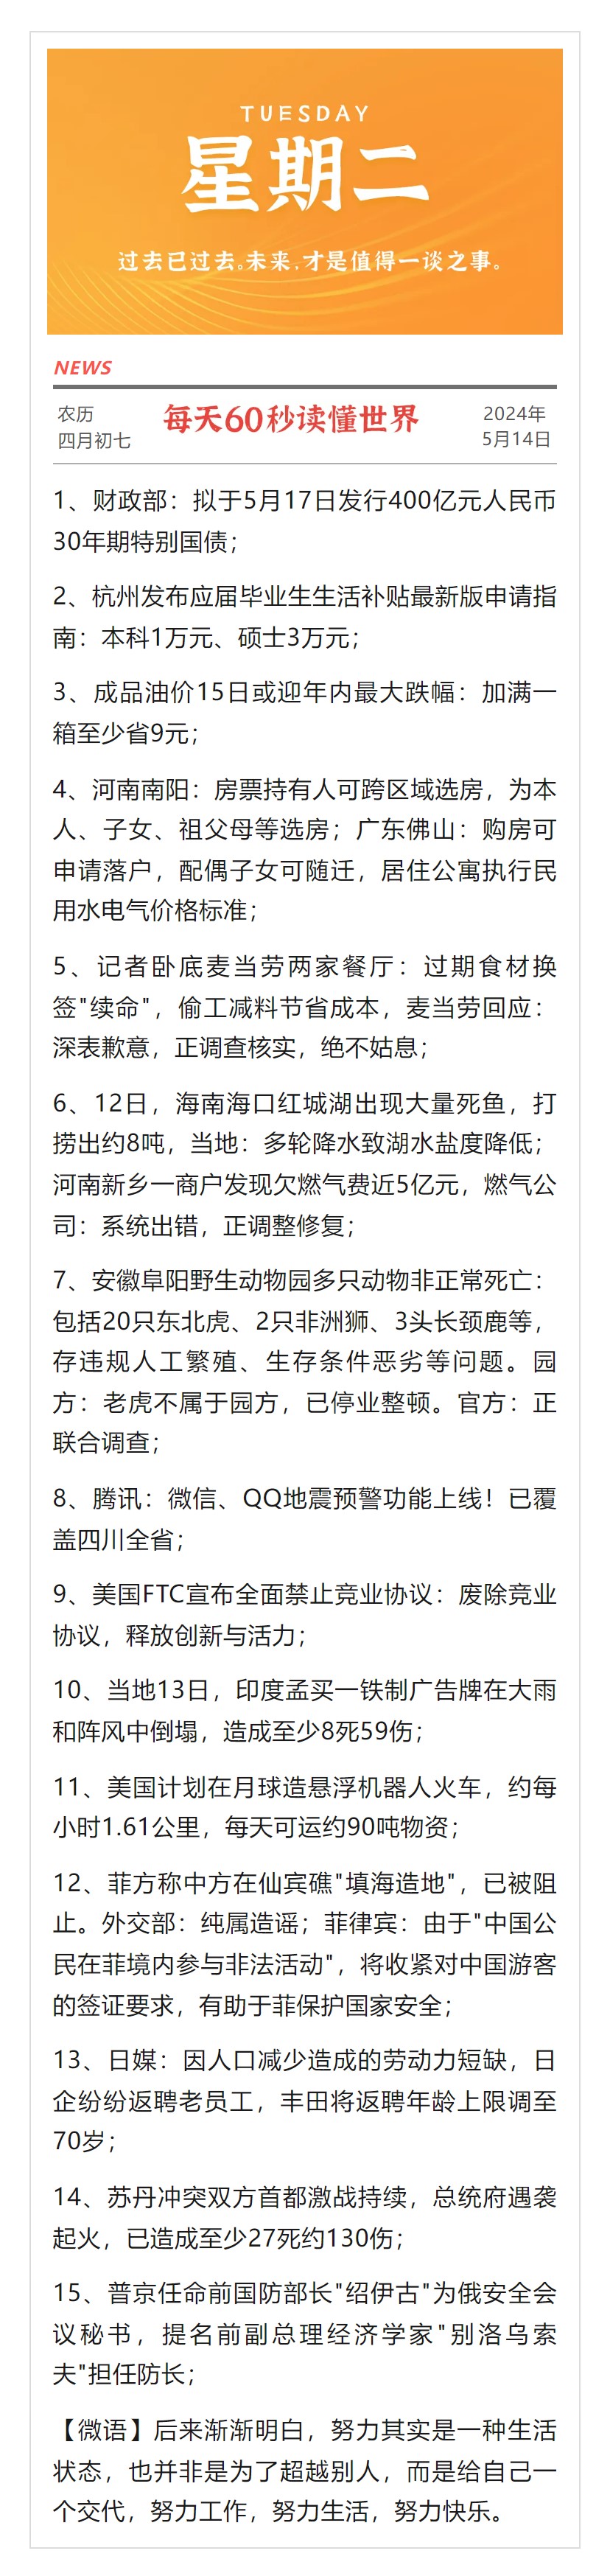 TUESDAY
星期二
过去已过去。未来,才是值得一谈之事。
NEWS
农历
四月初七
每天60秒读懂世界
2024年
5月14日
1、财政部：拟于5月17日发行400亿元人民币
30年期特别国债；
2、杭州发布应届毕业生生活补贴最新版申请指
南：本科1万元、硕士3万元；
3、成品油价15日或迎年内最大跌幅：加满一
箱至少省9元；
4、河南南阳：房票持有人可跨区域选房，为本
人、子女、祖父母等选房；广东佛山：购房可
申请落户，配偶子女可随迁，居住公寓执行民
用水电气价格标准；
5、记者卧底麦当劳两家餐厅：过期食材换
签"续命"，偷工减料节省成本，麦当劳回应：
深表歉意，正调查核实，绝不姑息；
6、12日，海南海口红城湖出现大量死鱼，打
捞出约8吨，当地：多轮降水致湖水盐度降低；
河南新乡一商户发现欠燃气费近5亿元，燃气公
司：系统出错，正调整修复；
7、安徽阜阳野生动物园多只动物非正常死亡：
包括20只东北虎、2只非洲狮、3头长颈鹿等，
存违规人工繁殖、生存条件恶劣等问题。园
方：老虎不属于园方，已停业整顿。官方：正
联合调查；
8、腾讯：微信、QQ地震预警功能上线！已覆
盖四川全省；
9、美国FTC宣布全面禁止竞业协议：废除竞业
协议，释放创新与活力；
10、当地13日，印度孟买一铁制广告牌在大雨
和阵风中倒塌，造成至少8死59伤；
11、美国计划在月球造悬浮机器人火车，约每
小时1.61公里，每天可运约90吨物资；
12、菲方称中方在仙宾礁"填海造地"，已被阻
止。外交部：纯属造谣；菲律宾：由于"中国公
民在菲境内参与非法活动"，将收紧对中国游客
的签证要求，有助于菲保护国家安全；
13、日媒：因人口减少造成的劳动力短缺，日
企纷纷返聘老员工，丰田将返聘年龄上限调至
70岁；
14、苏丹冲突双方首都激战持续，总统府遇袭
起火，已造成至少27死约130伤；
15、普京任命前国防部长"绍伊古"为俄安全会
议秘书，提名前副总理经济学家"别洛乌索
夫"担任防长；
【微语】后来渐渐明白，努力其实是一种生活
状态，也并非是为了超越别人，而是给自己一
个交代，努力工作，努力生活，努力快乐。